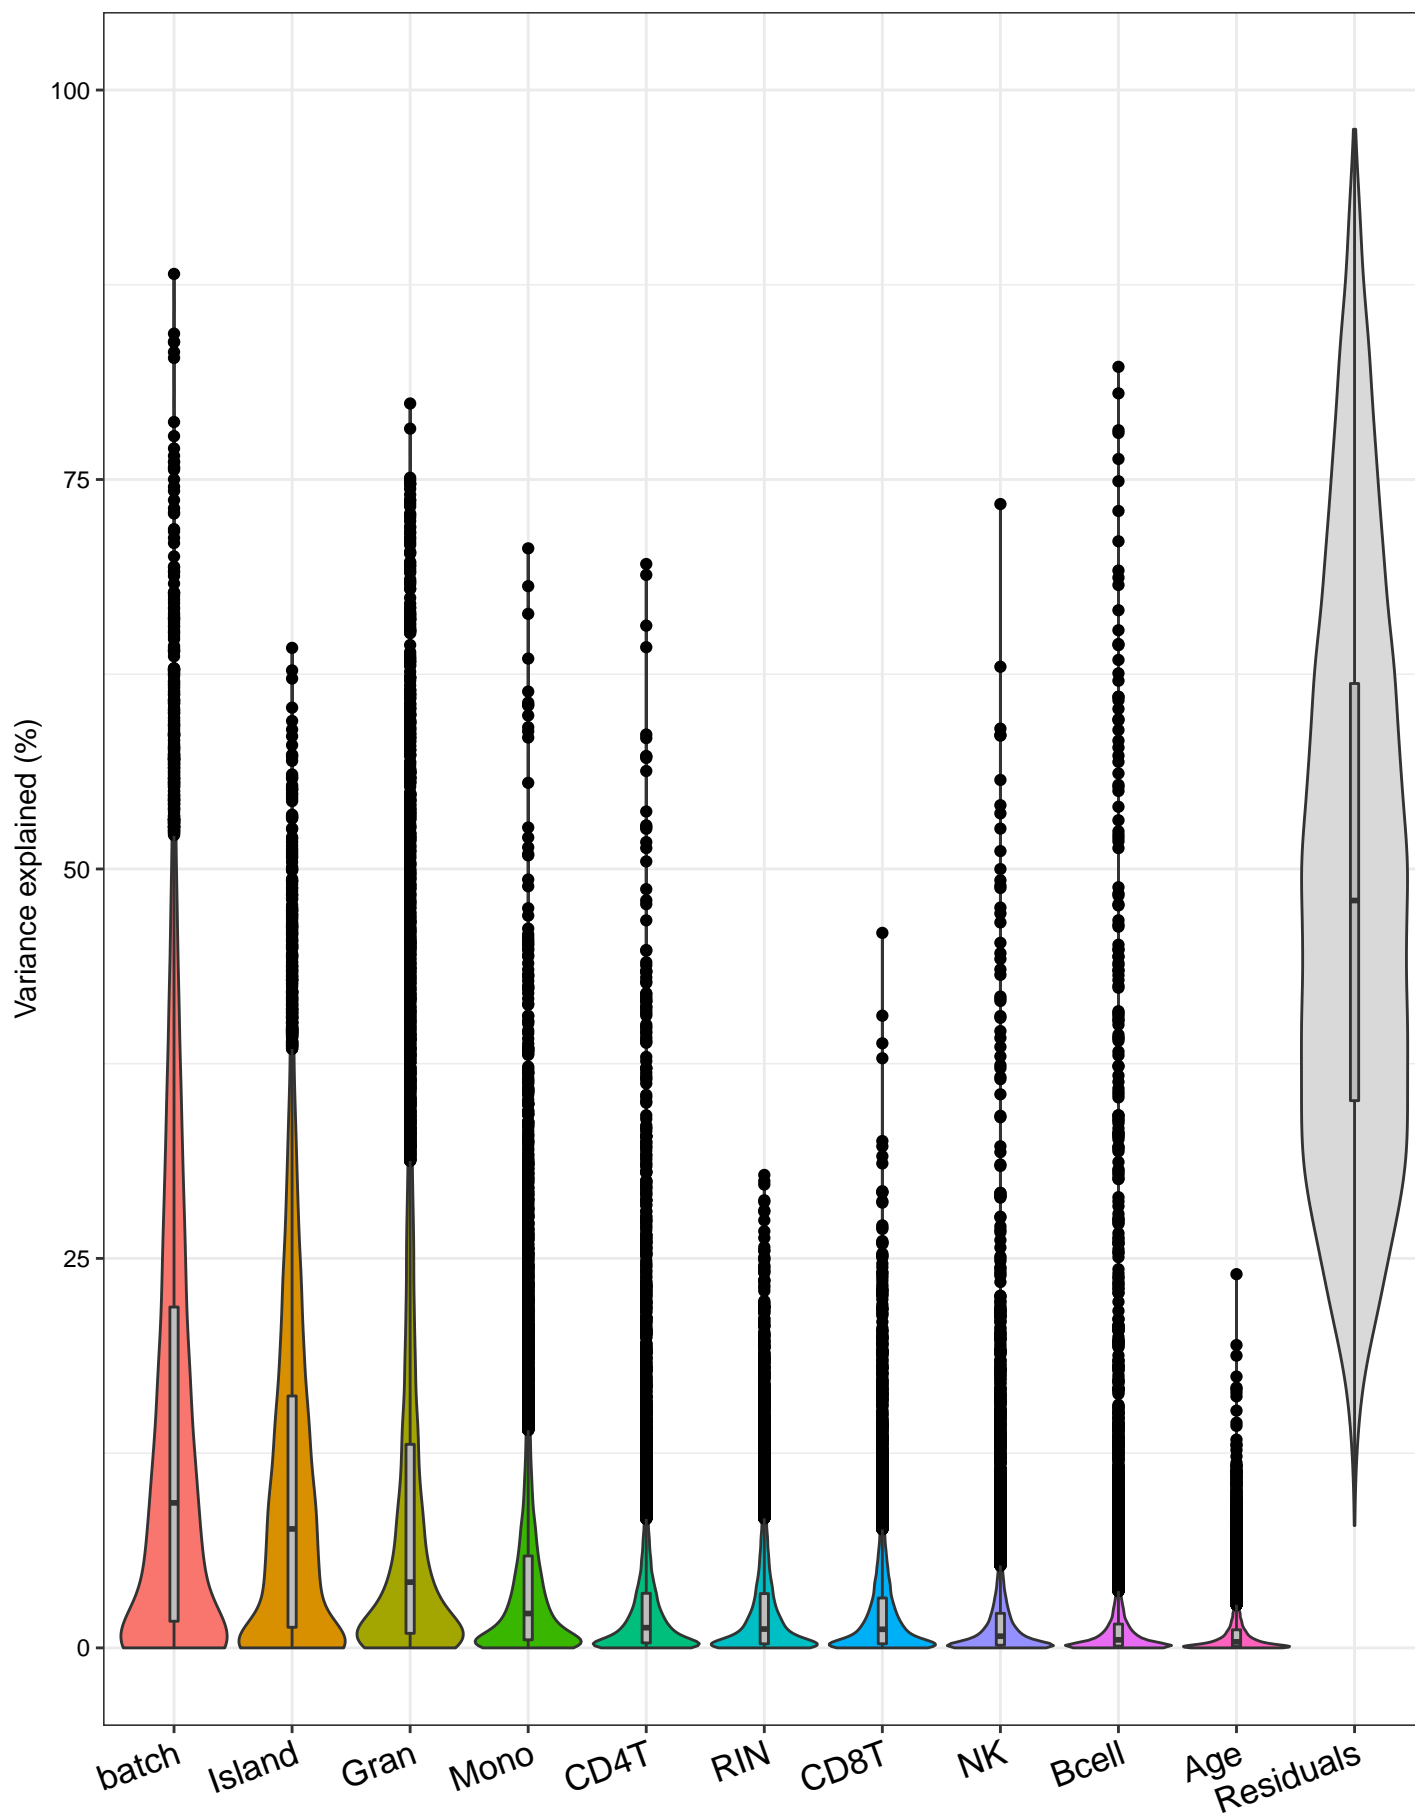 100
75
50
25
0
Variance explained (%)
batch
Island
Gran
Mono
CD4T
RIN
CD8T
NK
Bcell
Age
Residuals